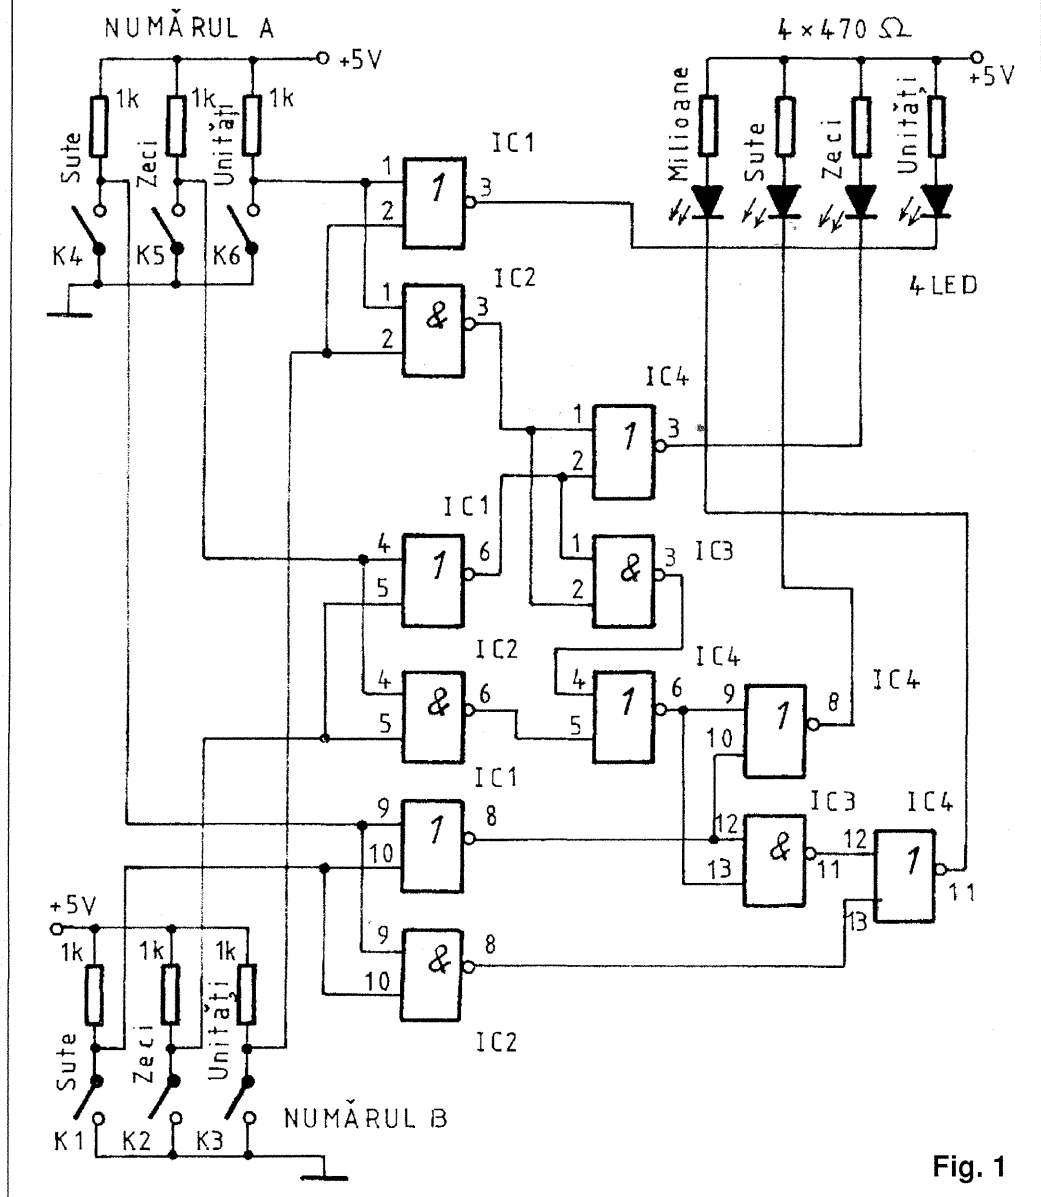 NUMĂRUL A
4 × 470 Ω
+5V
+5V
1k
1k
1k
Sute
Zeci
Unități
Milioane
Sute
Zeci
Unități
K4
K5
K6
4 LED
IC1
1
2
1
3
IC2
1
2
&
3
IC4
1
2
1
3
IC1
4
5
1
6
IC3
1
2
&
3
IC2
4
5
&
6
IC4
4
5
1
6
IC4
9
10
1
8
IC1
9
10
1
8
IC3
12
13
&
11
IC4
12
13
1
11
9
10
&
8
IC2
+5V
1k
1k
1k
Sute
Zeci
Unități
K1
K2
K3
NUMĂRUL B
Fig. 1